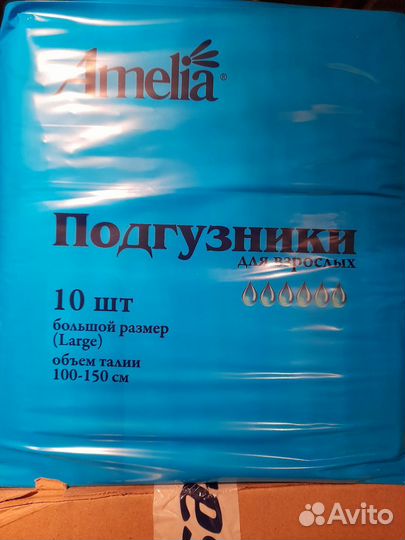 Amelia®
Подгузники
для взрослых
10 шт
большой размер
(Large)
объем талии
100-150 см
Avito